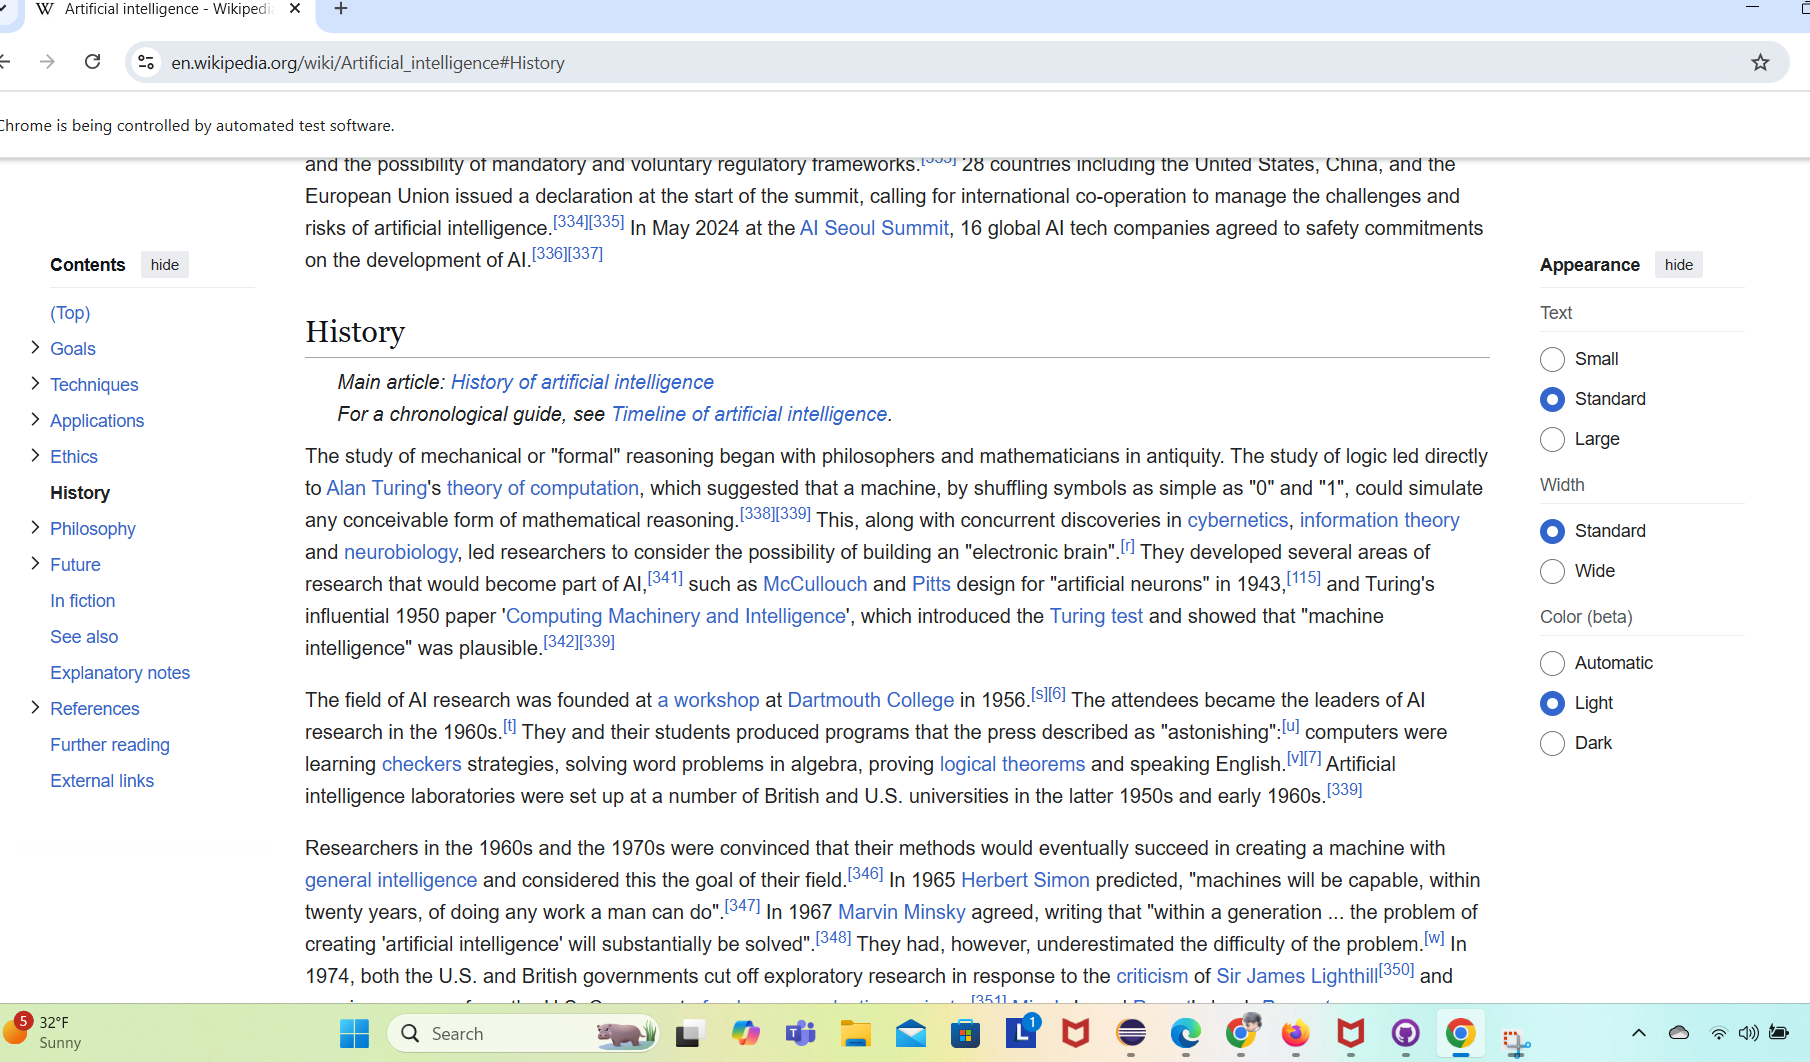 Artificial intelligence - Wikipedi
en.wikipedia.org/wiki/Artificial_intelligence#History
Chrome is being controlled by automated test software.
and the possibility of mandatory and voluntary regulatory frameworks.[333] 28 countries including the United States, China, and the
European Union issued a declaration at the start of the summit, calling for international co-operation to manage the challenges and
risks of artificial intelligence.[334][335] In May 2024 at the AI Seoul Summit, 16 global AI tech companies agreed to safety commitments
on the development of AI.[336][337]
Contents hide
(Top)
Goals
Techniques
Applications
Ethics
History
Philosophy
Future
In fiction
See also
Explanatory notes
References
Further reading
External links
History
Main article: History of artificial intelligence
For a chronological guide, see Timeline of artificial intelligence.
The study of mechanical or "formal" reasoning began with philosophers and mathematicians in antiquity. The study of logic led directly
to Alan Turing's theory of computation, which suggested that a machine, by shuffling symbols as simple as "0" and "1", could simulate
any conceivable form of mathematical reasoning.[338][339] This, along with concurrent discoveries in cybernetics, information theory
and neurobiology, led researchers to consider the possibility of building an "electronic brain".[r] They developed several areas of
research that would become part of AI,[341] such as McCullouch and Pitts design for "artificial neurons" in 1943,[115] and Turing's
influential 1950 paper 'Computing Machinery and Intelligence', which introduced the Turing test and showed that "machine
intelligence" was plausible.[342][339]
The field of AI research was founded at a workshop at Dartmouth College in 1956.[s][6] The attendees became the leaders of AI
research in the 1960s.[t] They and their students produced programs that the press described as "astonishing":[u] computers were
learning checkers strategies, solving word problems in algebra, proving logical theorems and speaking English.[v][7] Artificial
intelligence laboratories were set up at a number of British and U.S. universities in the latter 1950s and early 1960s.[339]
Researchers in the 1960s and the 1970s were convinced that their methods would eventually succeed in creating a machine with
general intelligence and considered this the goal of their field.[346] In 1965 Herbert Simon predicted, "machines will be capable, within
twenty years, of doing any work a man can do".[347] In 1967 Marvin Minsky agreed, writing that "within a generation ... the problem of
creating 'artificial intelligence' will substantially be solved".[348] They had, however, underestimated the difficulty of the problem.[w] In
1974, both the U.S. and British governments cut off exploratory research in response to the criticism of Sir James Lighthill[350] and
Appearance hide
Text
Small
Standard
Large
Width
Standard
Wide
Color (beta)
Automatic
Light
Dark
5
32°F
Sunny
Search
1